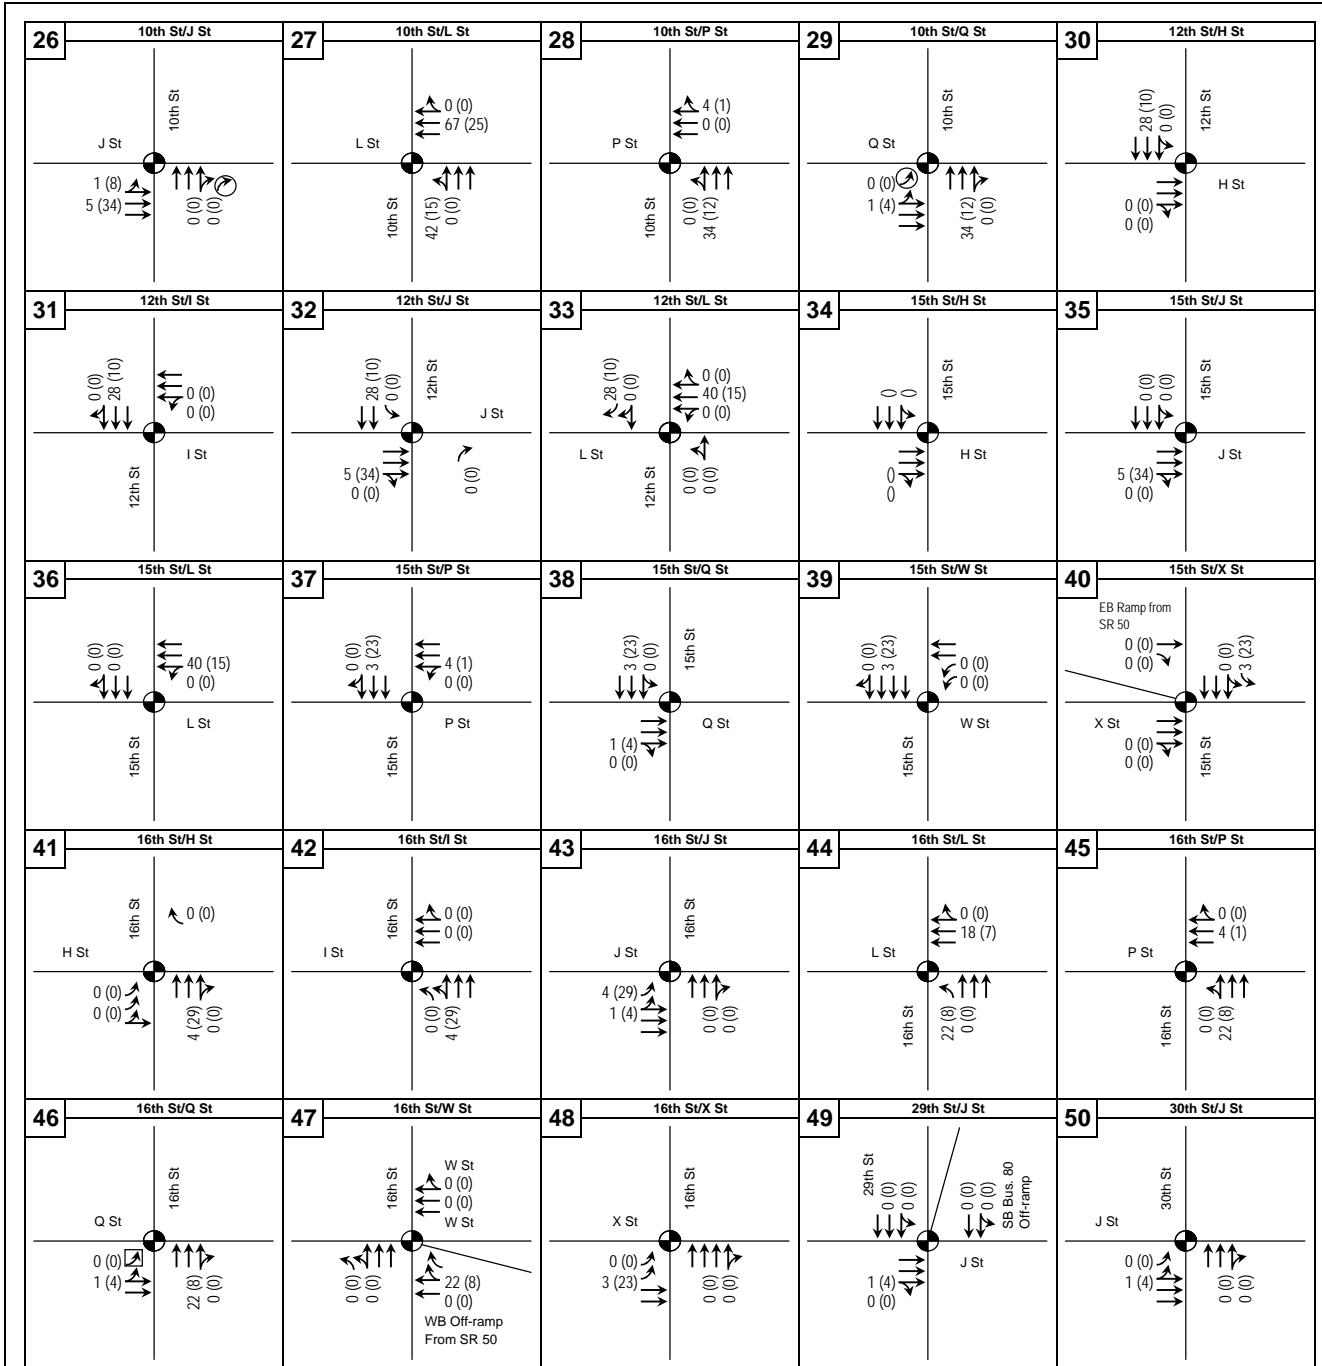 26
10th St/J St
10th St
J St
1 (8)
5 (34)
0 (0)
0 (0)
27
10th St/L St
0 (0)
67 (25)
L St
10th St
42 (15)
0 (0)
28
10th St/P St
4 (1)
0 (0)
P St
10th St
0 (0)
34 (12)
29
10th St/Q St
10th St
Q St
0 (0)
1 (4)
34 (12)
0 (0)
30
12th St/H St
28 (10)
0 (0)
12th St
H St
0 (0)
0 (0)
31
12th St/I St
0 (0)
28 (10)
0 (0)
0 (0)
I St
12th St
32
12th St/J St
28 (10)
0 (0)
12th St
J St
5 (34)
0 (0)
0 (0)
33
12th St/L St
28 (10)
0 (0)
0 (0)
40 (15)
0 (0)
L St
12th St
0 (0)
0 (0)
34
15th St/H St
()
()
15th St
H St
()
()
35
15th St/J St
0 (0)
0 (0)
15th St
J St
5 (34)
0 (0)
36
15th St/L St
0 (0)
0 (0)
40 (15)
0 (0)
L St
15th St
37
15th St/P St
0 (0)
3 (23)
4 (1)
0 (0)
P St
15th St
38
15th St/Q St
3 (23)
0 (0)
15th St
Q St
1 (4)
0 (0)
39
15th St/W St
0 (0)
3 (23)
0 (0)
0 (0)
W St
15th St
40
15th St/X St
EB Ramp from
SR 50
0 (0)
0 (0)
0 (0)
3 (23)
X St
0 (0)
0 (0)
15th St
41
16th St/H St
16th St
0 (0)
H St
0 (0)
0 (0)
4 (29)
0 (0)
42
16th St/I St
16th St
0 (0)
0 (0)
I St
0 (0)
4 (29)
43
16th St/J St
16th St
J St
4 (29)
1 (4)
0 (0)
0 (0)
44
16th St/L St
0 (0)
18 (7)
L St
16th St
22 (8)
0 (0)
45
16th St/P St
0 (0)
4 (1)
P St
16th St
0 (0)
22 (8)
46
16th St/Q St
16th St
Q St
0 (0)
1 (4)
22 (8)
0 (0)
47
16th St/W St
16th St
W St
0 (0)
0 (0)
W St
0 (0)
0 (0)
22 (8)
0 (0)
WB Off-ramp
From SR 50
48
16th St/X St
16th St
X St
0 (0)
3 (23)
0 (0)
0 (0)
49
29th St/J St
29th St
0 (0)
0 (0)
0 (0)
0 (0)
SB Bus. 80
Off-ramp
J St
1 (4)
0 (0)
50
30th St/J St
30th St
J St
0 (0)
1 (4)
0 (0)
0 (0)